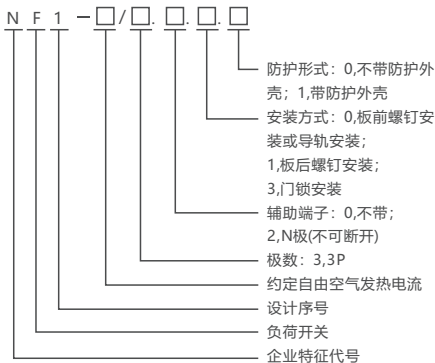 NF1-□/□.□.□.□
防护形式：0,不带防护外
壳；1,带防护外壳
安装方式：0,板前螺钉安
装或导轨安装；
1,板后螺钉安装；
3,门锁安装
辅助端子：0,不带；
2,N极(不可断开)
极数：3,3P
约定自由空气发热电流
设计序号
负荷开关
企业特征代号